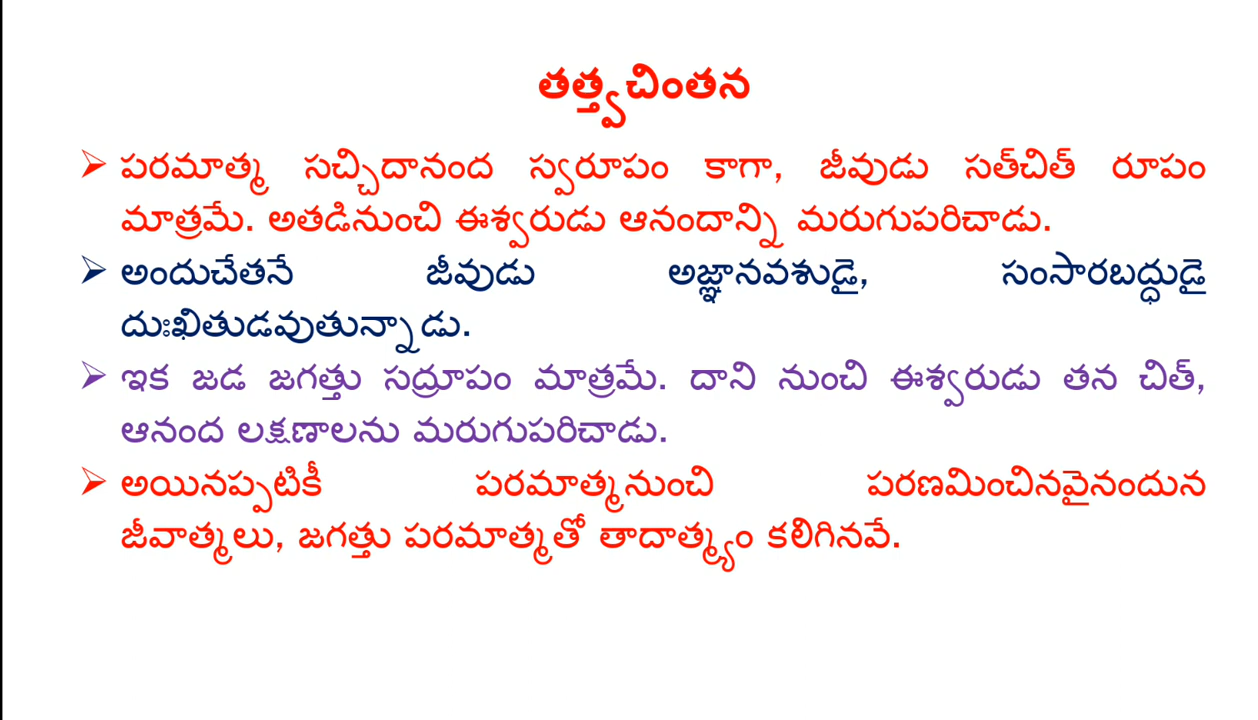 తత్త్వచింతన
➢ పరమాత్మ సచ్చిదానంద స్వరూపం కాగా, జీవుడు సత్‌చిత్ రూపం
మాత్రమే. అతడినుంచి ఈశ్వరుడు ఆనందాన్ని మరుగుపరిచాడు.
➢ అందుచేతనే జీవుడు అజ్ఞానవశుడై, సంసారబద్ధుడై
దుఃఖితుడవుతున్నాడు.
➢ ఇక జడ జగత్తు సద్రూపం మాత్రమే. దాని నుంచి ఈశ్వరుడు తన చిత్,
ఆనంద లక్షణాలను మరుగుపరిచాడు.
➢ అయినప్పటికీ పరమాత్మనుంచి పరణమించినవైనందున
జీవాత్మలు, జగత్తు పరమాత్మతో తాదాత్మ్యం కలిగినవే.